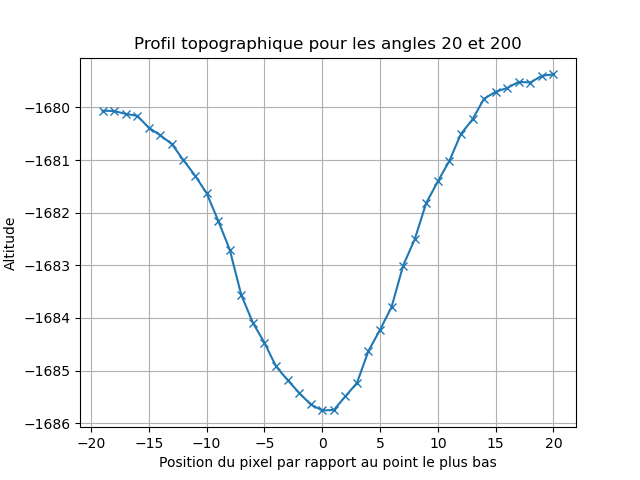 Profil topographique pour les angles 20 et 200
Altitude
−1680
−1681
−1682
−1683
−1684
−1685
−1686
−20 −15 −10 −5 0 5 10 15 20
Position du pixel par rapport au point le plus bas